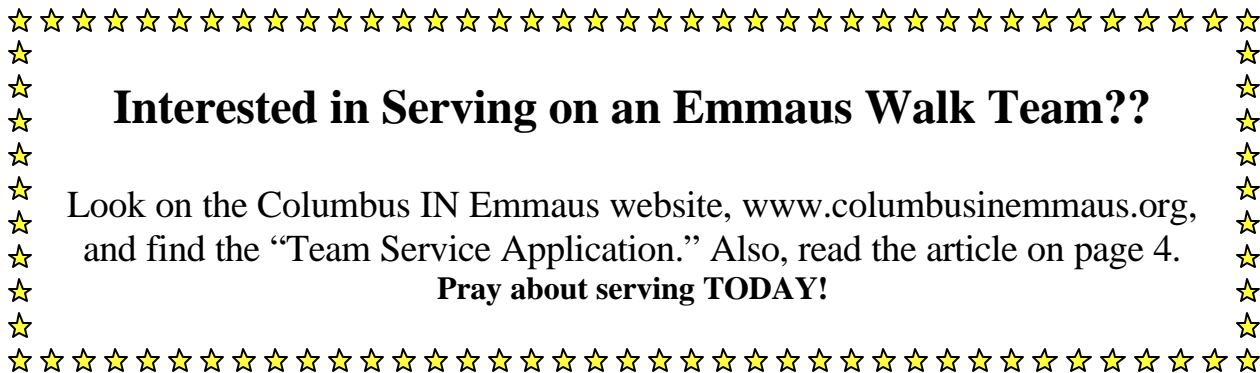 Interested in Serving on an Emmaus Walk Team??
Look on the Columbus IN Emmaus website, www.columbusinemmaus.org,
and find the “Team Service Application.” Also, read the article on page 4.
Pray about serving TODAY!